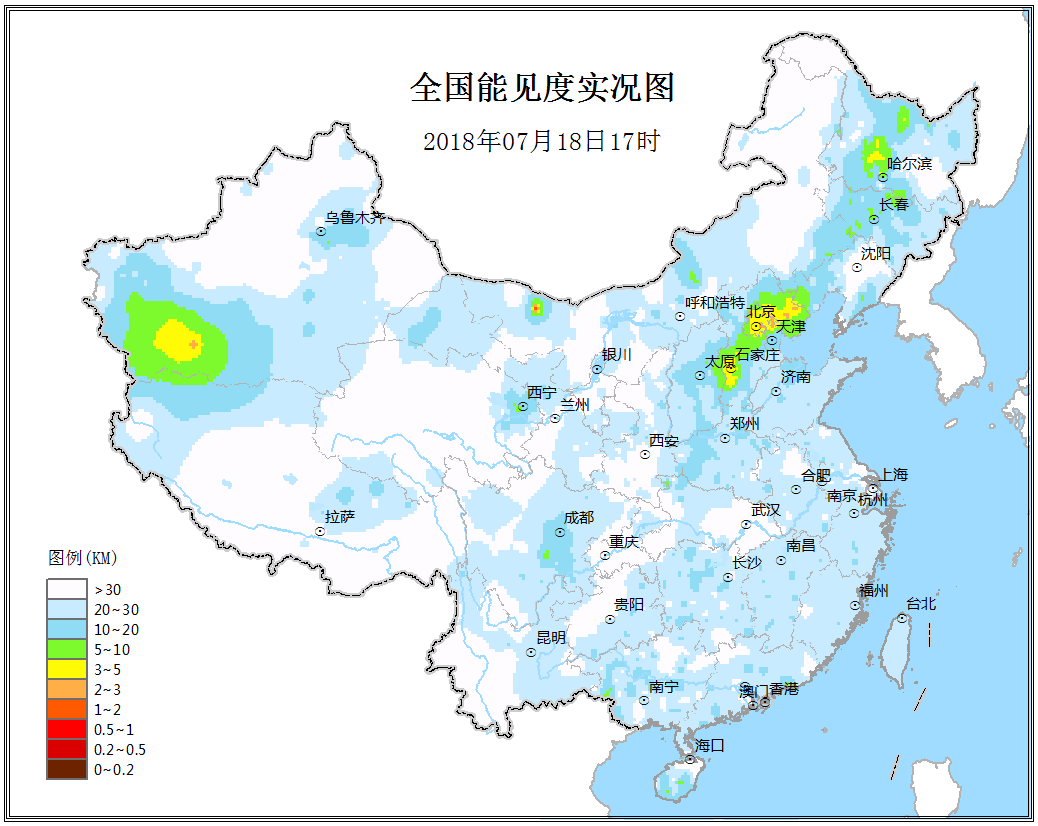 全国能见度实况图
2018年07月18日17时
哈尔滨
长春
乌鲁木齐
沈阳
呼和浩特
北京
天津
银川
太原
石家庄
济南
西宁
兰州
郑州
西安
合肥
上海
南京
杭州
拉萨
成都
武汉
重庆
南昌
长沙
福州
贵阳
台北
昆明
南宁
澳门
香港
海口
图例(KM)
>30
20~30
10~20
5~10
3~5
2~3
1~2
0.5~1
0.2~0.5
0~0.2